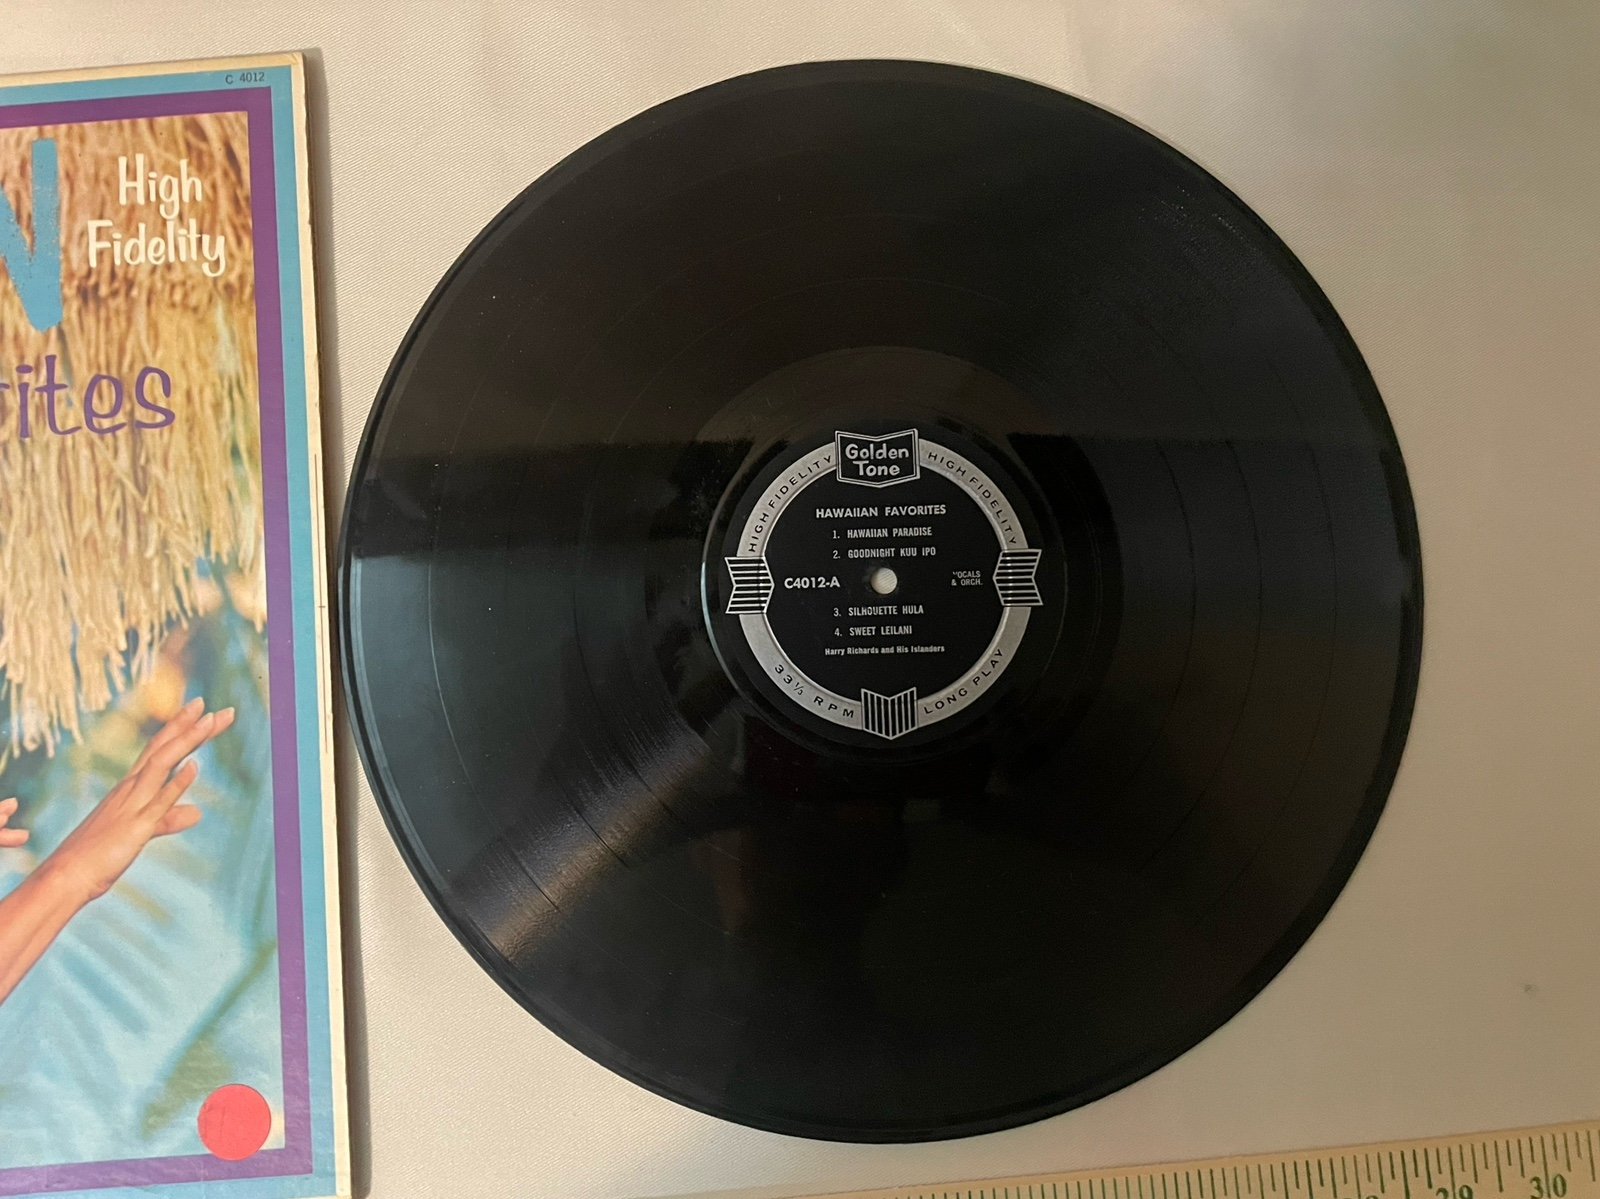 C 4012
N
High
Fidelity
ites
Golden
Tone
HIGH FIDELITY
HIGH FIDELITY
HAWAIIAN FAVORITES
1. HAWAIIAN PARADISE
2. GOODNIGHT KUU IPO
C4012-A
VOCALS
& ORCH.
3. SILHOUETTE HULA
4. SWEET LEILANI
Harry Richards and His Islanders
33⅓ RPM
LONG PLAY
30